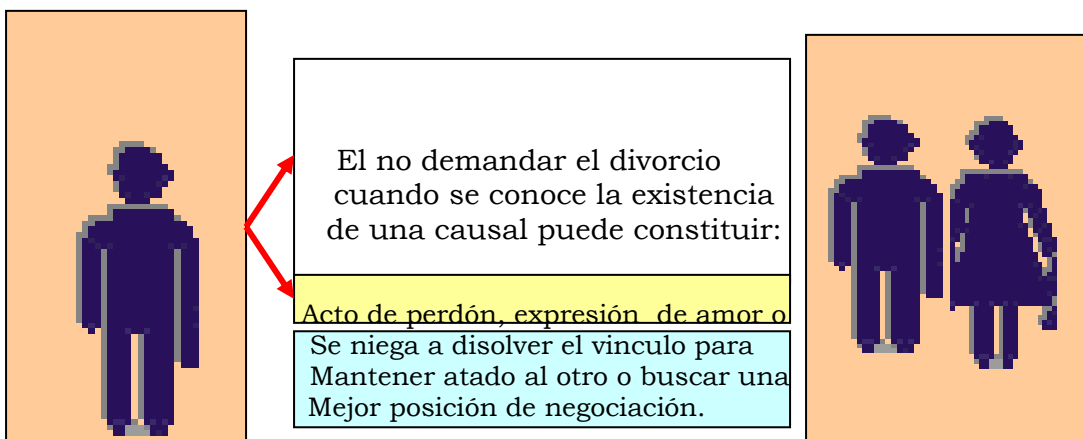 El no demandar el divorcio
cuando se conoce la existencia
de una causal puede constituir:
Acto de perdón, expresión de amor o
Se niega a disolver el vinculo para
Mantener atado al otro o buscar una
Mejor posición de negociación.